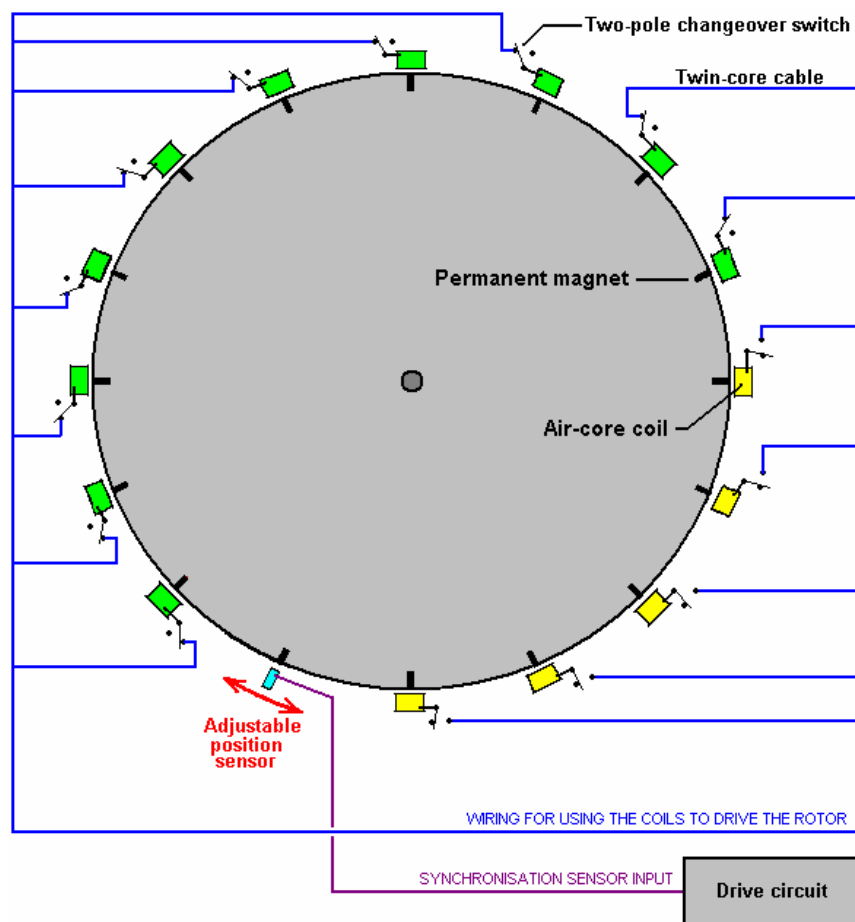 Two-pole changeover switch
Twin-core cable
Permanent magnet
Air-core coil
Adjustable
position
sensor
WIRING FOR USING THE COILS TO DRIVE THE ROTOR
SYNCHRONISATION SENSOR INPUT
Drive circuit